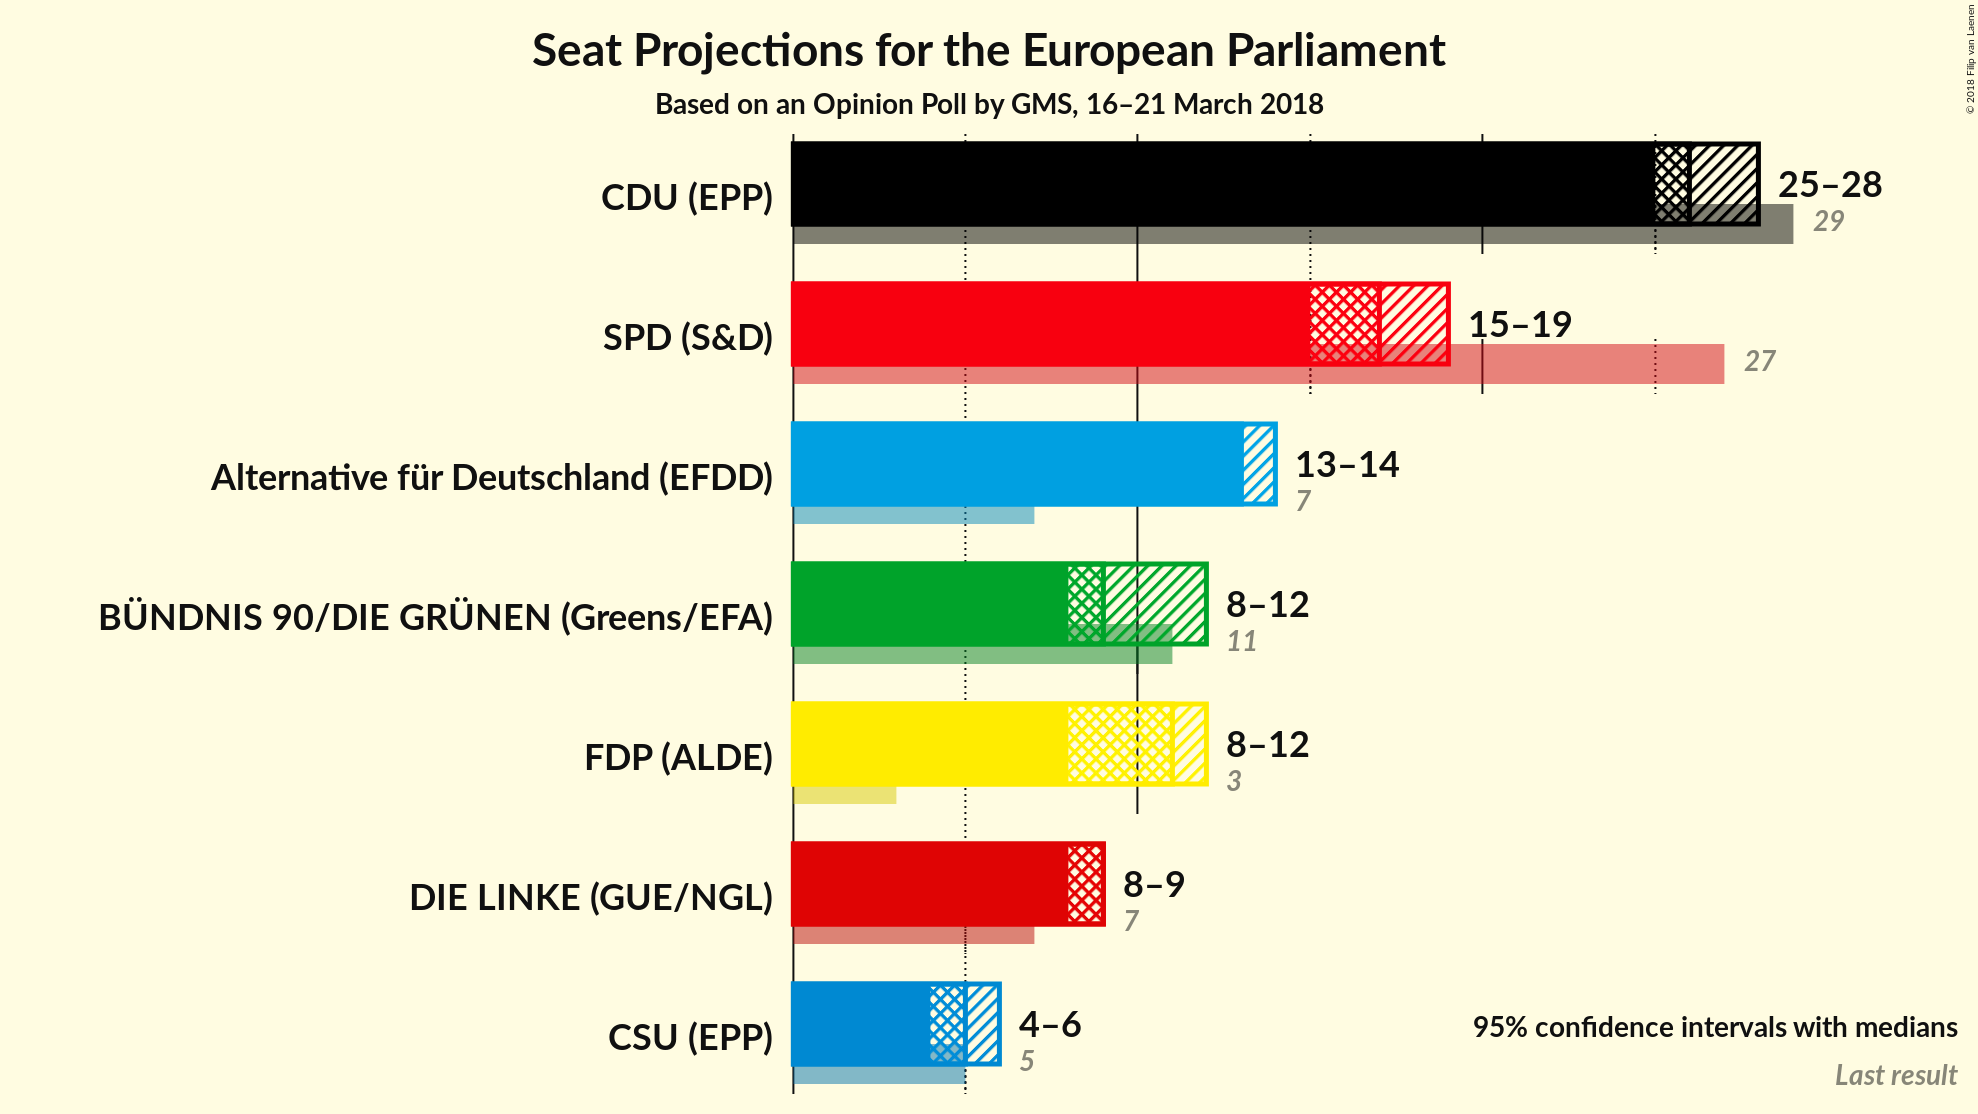 Seat Projections for the European Parliament
Based on an Opinion Poll by GMS, 16–21 March 2018
© 2018 Filip van Laenen
CDU (EPP)
25–28
29
SPD (S&D)
15–19
27
Alternative für Deutschland (EFDD)
13–14
7
BÜNDNIS 90/DIE GRÜNEN (Greens/EFA)
8–12
11
FDP (ALDE)
8–12
3
DIE LINKE (GUE/NGL)
8–9
7
CSU (EPP)
4–6
5
95% confidence intervals with medians
Last result